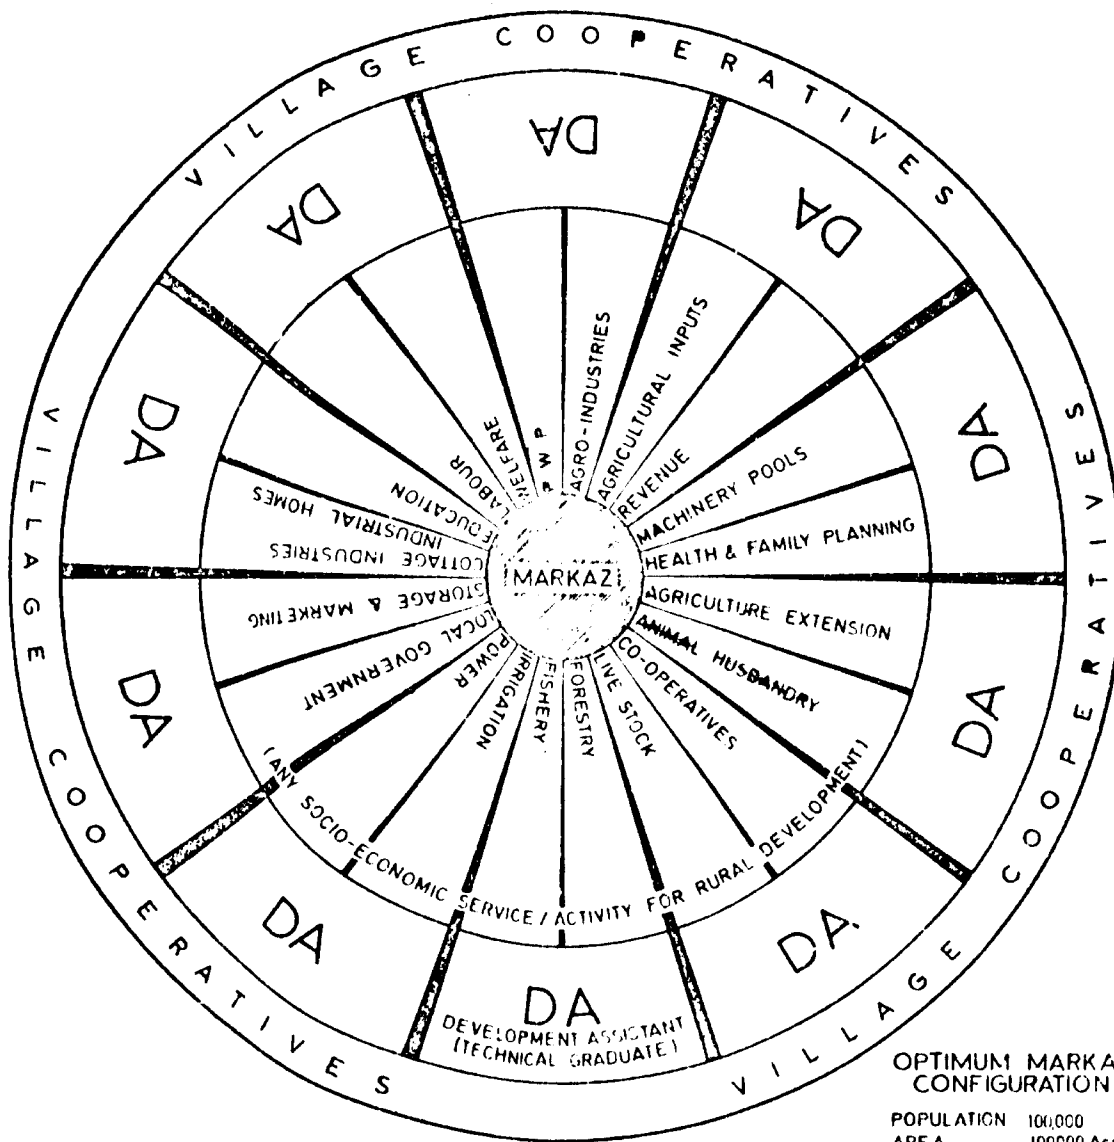 VILLAGE COOPERATIVES
VILLAGE COOPERATIVES
VILLAGE COOPERATIVES
DA
DA
DA
DA
DA
DA
DA
DA
DA
DA
DEVELOPMENT ASSISTANT
(TECHNICAL GRADUATE)
MARKAZ
AGRO-INDUSTRIES
AGRICULTURAL INPUTS
REVENUE
MACHINERY POOLS
HEALTH & FAMILY PLANNING
AGRICULTURE EXTENSION
ANIMAL HUSBANDRY
CO-OPERATIVES
LIVE STOCK
FORESTRY
FISHERY
IRRIGATION
POWER
LOCAL GOVERNMENT
STORAGE & MARKETING
COTTAGE INDUSTRIES
INDUSTRIAL HOMES
EDUCATION
LABOUR
WELFARE
P W P
(ANY SOCIO-ECONOMIC SERVICE / ACTIVITY FOR RURAL DEVELOPMENT)
OPTIMUM MARKA
CONFIGURATION
POPULATION 100,000